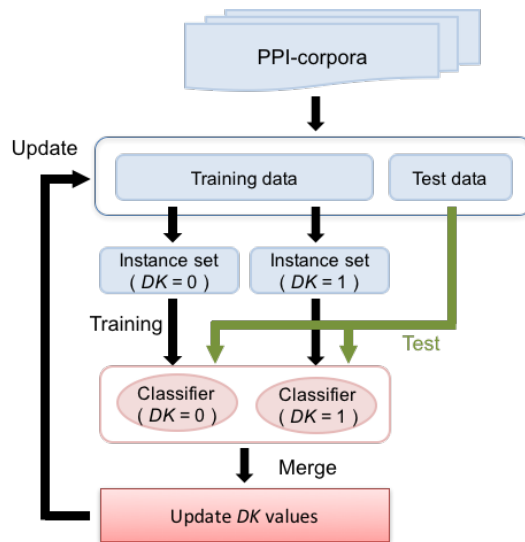 PPI-corpora
Update
Training data
Test data
Instance set
( DK = 0 )
Instance set
( DK = 1 )
Training
Test
Classifier
( DK = 0 )
Classifier
( DK = 1 )
Merge
Update DK values